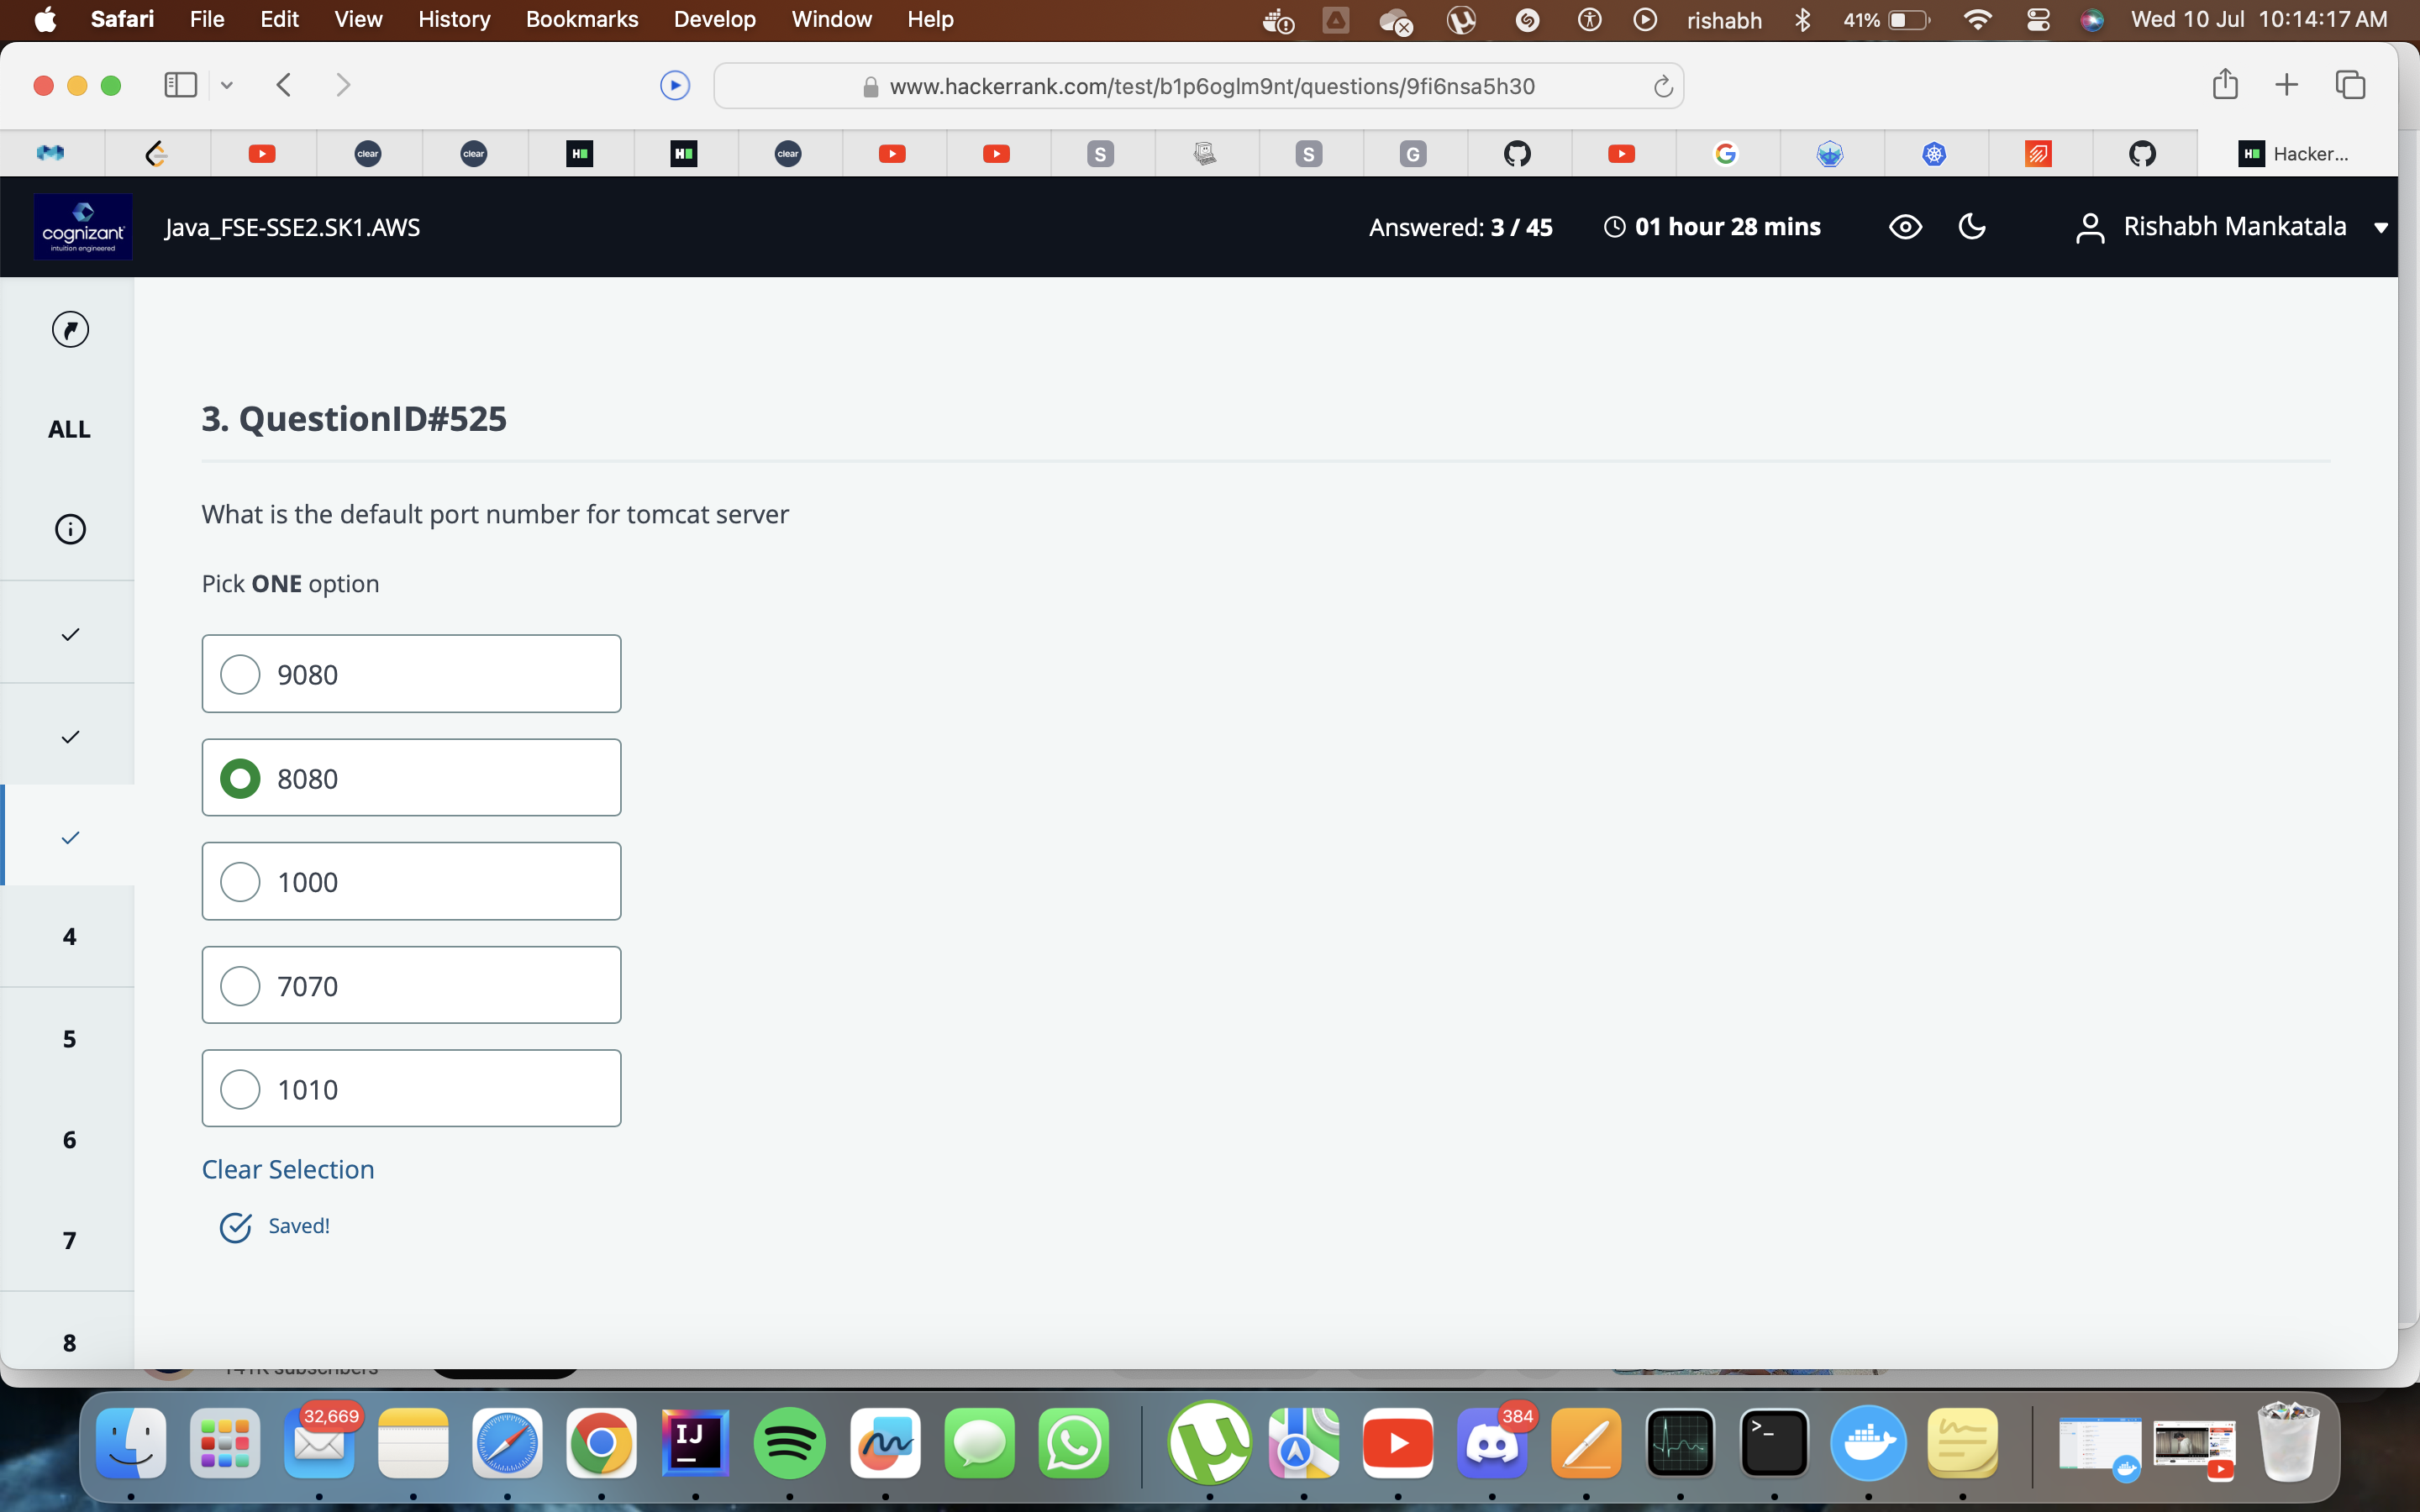 Safari File Edit View History Bookmarks Develop Window Help rishabh 41% Wed 10 Jul 10:14:17 AM
www.hackerrank.com/test/b1p6oglm9nt/questions/9fi6nsa5h30
clear clear clear S S G Hacker...
cognizant
intuition engineered
Java_FSE-SSE2.SK1.AWS Answered: 3 / 45 01 hour 28 mins Rishabh Mankatala
ALL
3. QuestionID#525
What is the default port number for tomcat server
Pick ONE option
9080
8080
1000
7070
1010
Clear Selection
Saved!
4
5
6
7
8
32,669
IJ
384